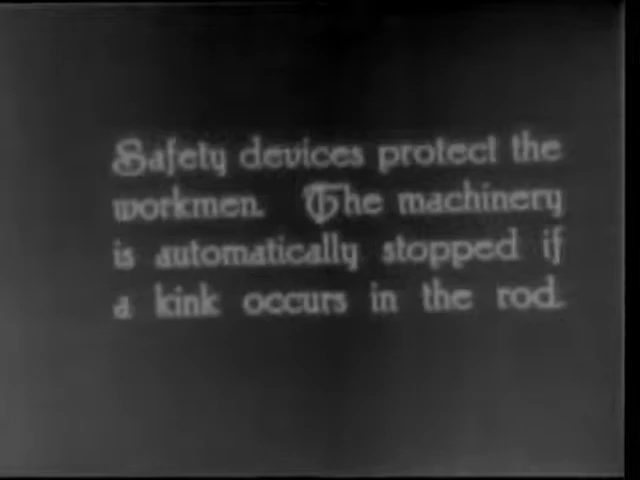 Safety devices protect the
workmen. The machinery
is automatically stopped if
a kink occurs in the rod.